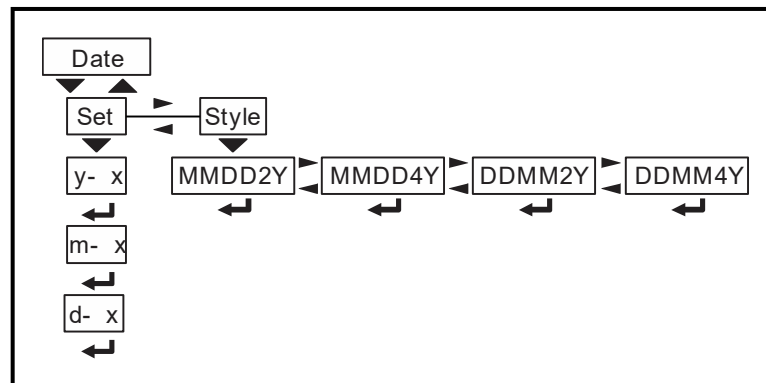 Date
Set
Style
y- x
MMDD2Y
MMDD4Y
DDMM2Y
DDMM4Y
m- x
d- x